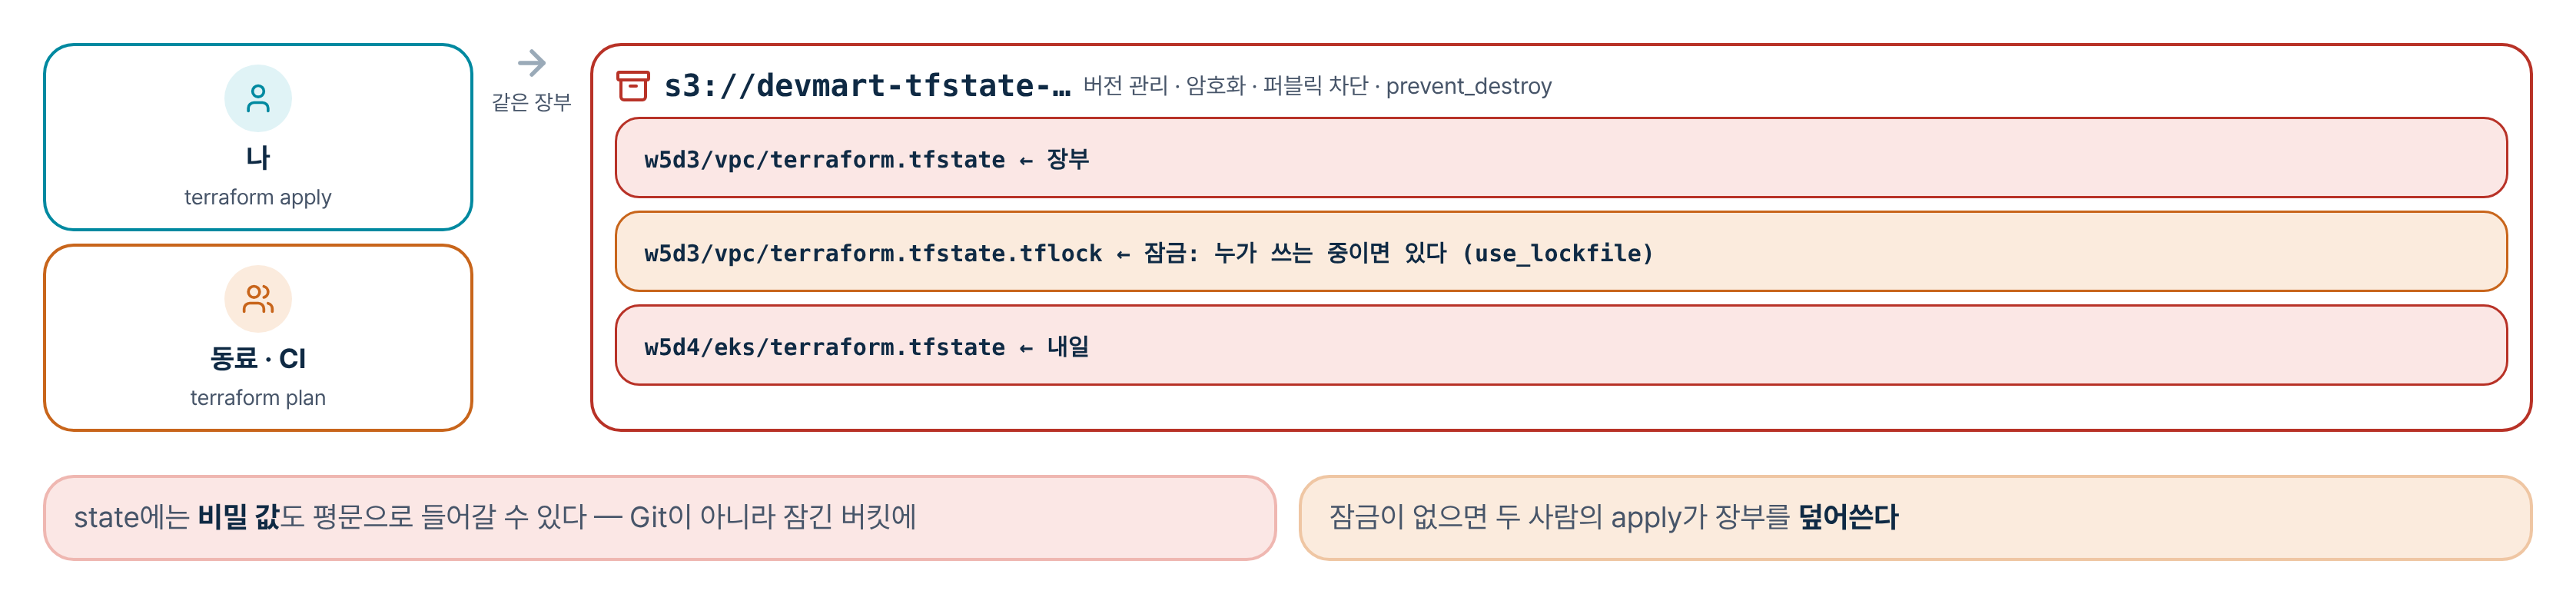 나
terraform apply
동료 · CI
terraform plan
같은 장부
s3://devmart-tfstate-… 버전 관리 · 암호화 · 퍼블릭 차단 · prevent_destroy
w5d3/vpc/terraform.tfstate ← 장부
w5d3/vpc/terraform.tfstate.tflock ← 잠금: 누가 쓰는 중이면 있다 (use_lockfile)
w5d4/eks/terraform.tfstate ← 내일
state에는 비밀 값도 평문으로 들어갈 수 있다 — Git이 아니라 잠긴 버킷에
잠금이 없으면 두 사람의 apply가 장부를 덮어쓴다